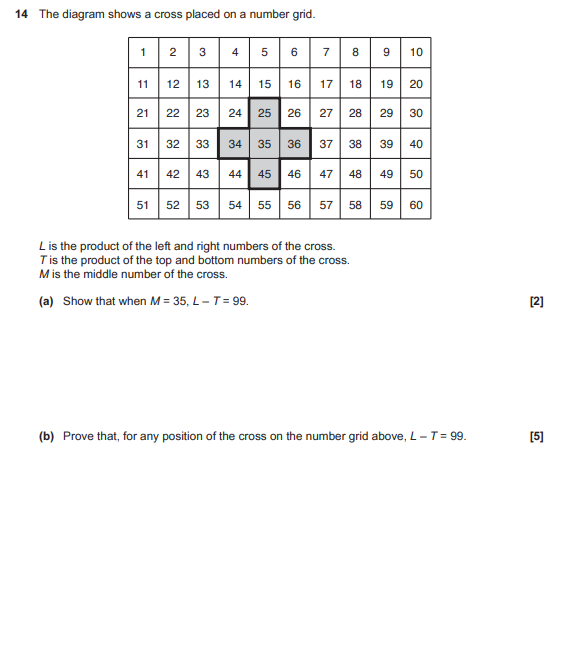 14 The diagram shows a cross placed on a number grid.
1 2 3 4 5 6 7 8 9 10
11 12 13 14 15 16 17 18 19 20
21 22 23 24 25 26 27 28 29 30
31 32 33 34 35 36 37 38 39 40
41 42 43 44 45 46 47 48 49 50
51 52 53 54 55 56 57 58 59 60
L is the product of the left and right numbers of the cross.
T is the product of the top and bottom numbers of the cross.
M is the middle number of the cross.
(a) Show that when M = 35, L – T = 99. [2]
(b) Prove that, for any position of the cross on the number grid above, L – T = 99. [5]